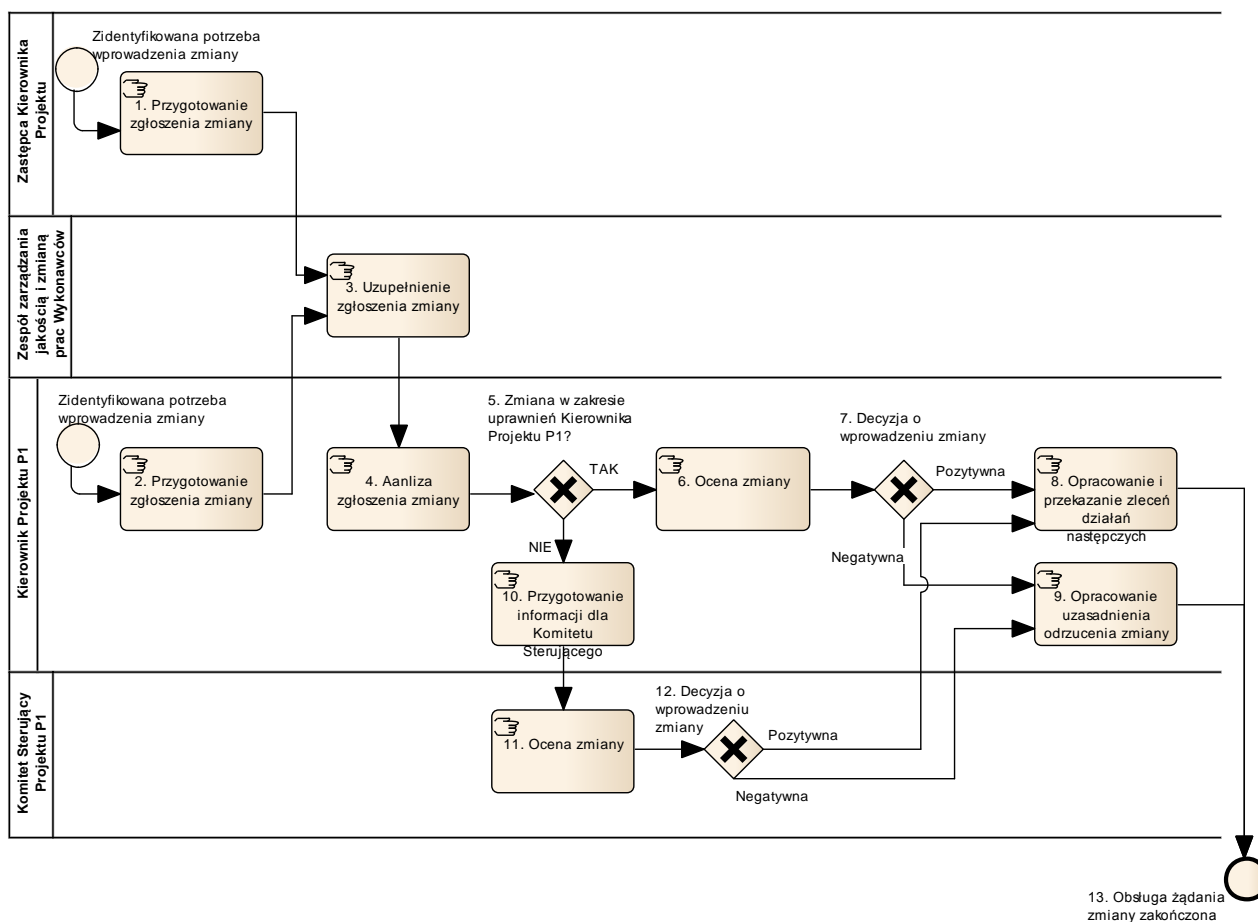 Zastępca Kierownika
Projektu
Zidentyfikowana potrzeba
wprowadzenia zmiany
1. Przygotowanie
zgłoszenia zmiany
Zespół zarządzania
jakością i zmianą
prac Wykonawców
3. Uzupełnienie
zgłoszenia zmiany
Kierownik Projektu P1
Zidentyfikowana potrzeba
wprowadzenia zmiany
2. Przygotowanie
zgłoszenia zmiany
4. Aanliza
zgłoszenia zmiany
5. Zmiana w zakresie
uprawnień Kierownika
Projektu P1?
TAK
NIE
6. Ocena zmiany
7. Decyzja o
wprowadzeniu zmiany
Pozytywna
Negatywna
8. Opracowanie i
przekazanie zleceń
działań
następczych
9. Opracowanie
uzasadnienia
odrzucenia zmiany
10. Przygotowanie
informacji dla
Komitetu
Sterującego
Komitet Sterujący
Projektu P1
11. Ocena zmiany
12. Decyzja o
wprowadzeniu
zmiany
Pozytywna
Negatywna
13. Obsługa żądania
zmiany zakończona